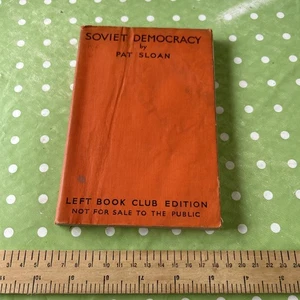 SOVIET DEMOCRACY
by
PAT SLOAN
LEFT BOOK CLUB EDITION
NOT FOR SALE TO THE PUBLIC